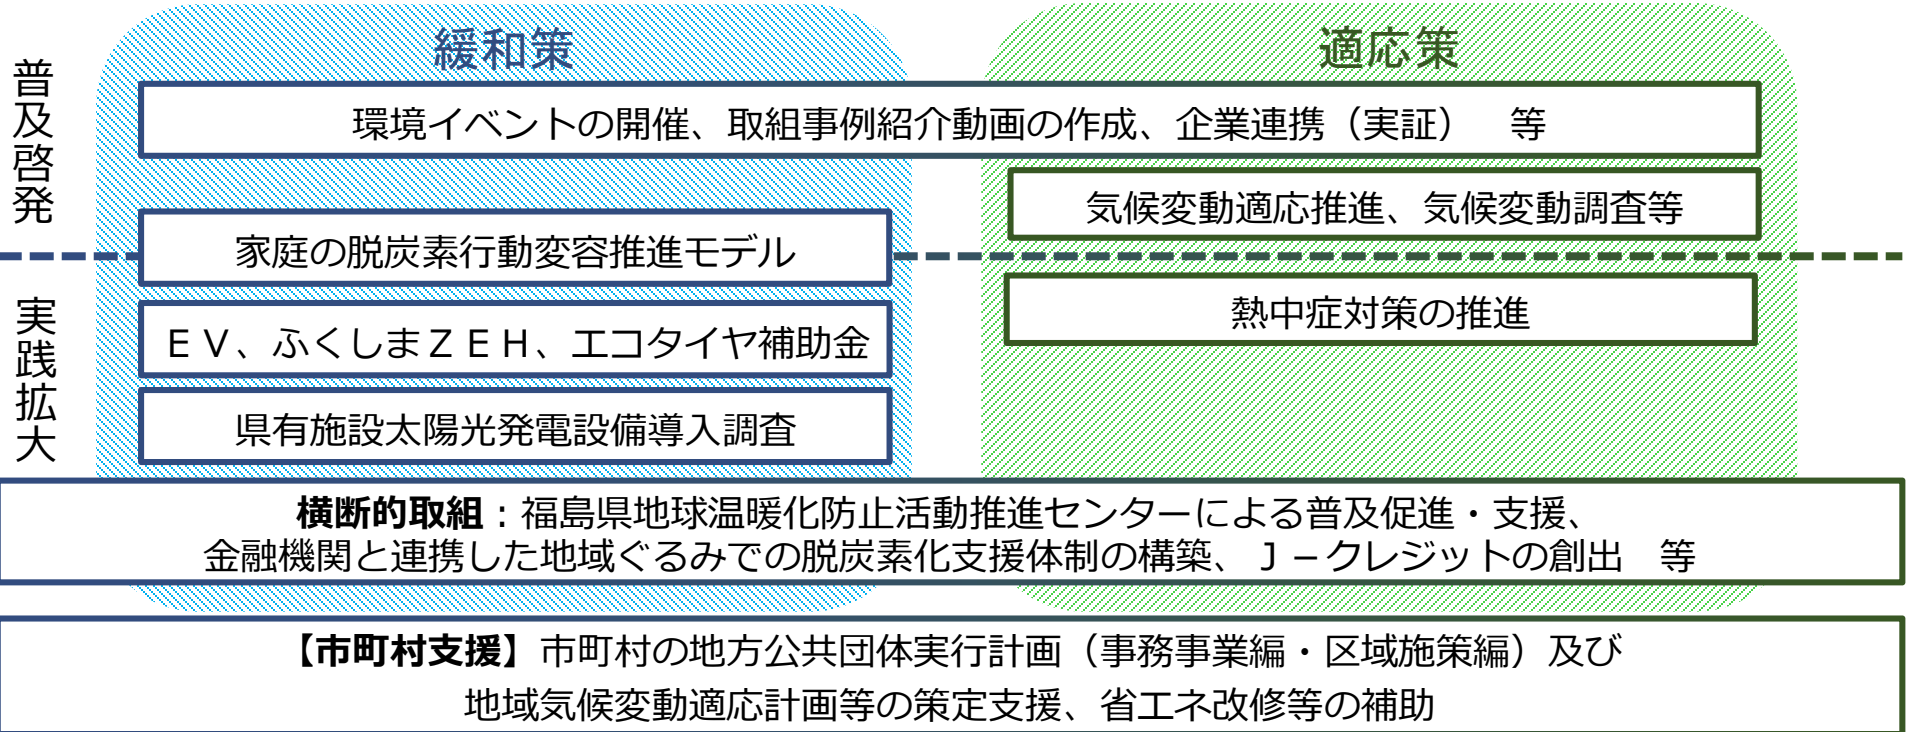 緩和策
適応策
普及啓発
環境イベントの開催、取組事例紹介動画の作成、企業連携（実証）　等
気候変動適応推進、気候変動調査等
家庭の脱炭素行動変容推進モデル
実践拡大
熱中症対策の推進
ＥＶ、ふくしまＺＥＨ、エコタイヤ補助金
県有施設太陽光発電設備導入調査
横断的取組：福島県地球温暖化防止活動推進センターによる普及促進・支援、
金融機関と連携した地域ぐるみでの脱炭素化支援体制の構築、Ｊ－クレジットの創出　等
【市町村支援】市町村の地方公共団体実行計画（事務事業編・区域施策編）及び
地域気候変動適応計画等の策定支援、省エネ改修等の補助